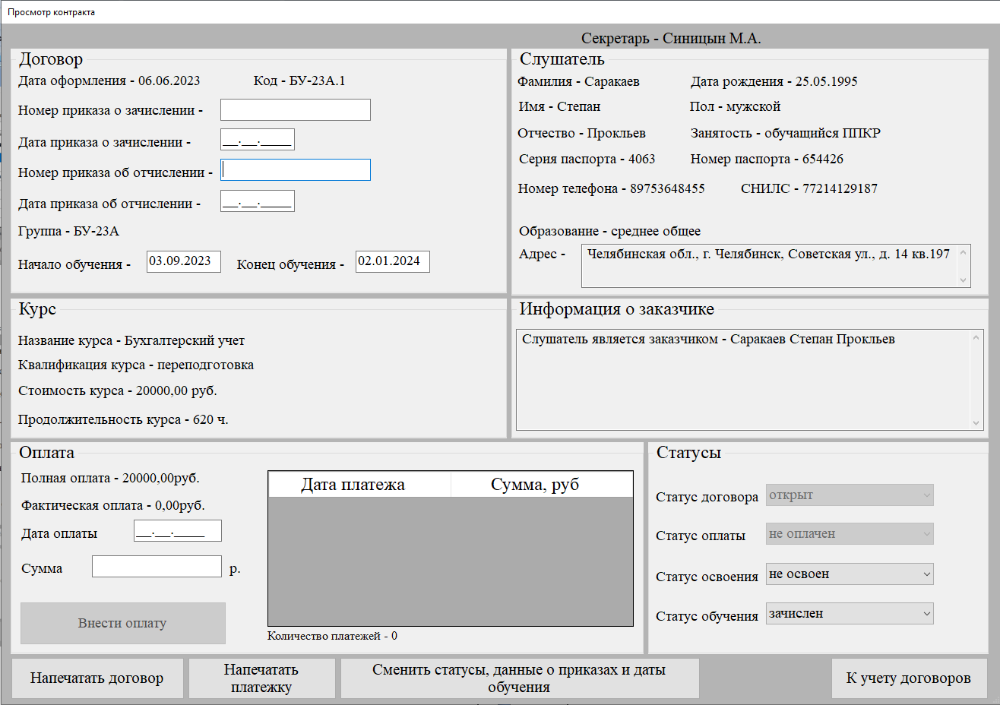 Просмотр контракта
Секретарь - Синицын М.А.
Договор
Дата оформления - 06.06.2023 Код - БУ-23А.1
Номер приказа о зачислении -
Дата приказа о зачислении - __.__.____
Номер приказа об отчислении -
Дата приказа об отчислении - __.__.____
Группа - БУ-23А
Начало обучения - 03.09.2023 Конец обучения - 02.01.2024
Слушатель
Фамилия - Саракаев Дата рождения - 25.05.1995
Имя - Степан Пол - мужской
Отчество - Прокльев Занятость - обучащийся ППКР
Серия паспорта - 4063 Номер паспорта - 654426
Номер телефона - 89753648455 СНИЛС - 77214129187
Образование - среднее общее
Адрес - Челябинская обл., г. Челябинск, Советская ул., д. 14 кв.197
Курс
Название курса - Бухгалтерский учет
Квалификация курса - переподготовка
Стоимость курса - 20000,00 руб.
Продолжительность курса - 620 ч.
Информация о заказчике
Слушатель является заказчиком - Саракаев Степан Прокльев
Оплата
Полная оплата - 20000,00руб.
Фактическая оплата - 0,00руб.
Дата оплаты __.__.____
Сумма р.
Внести оплату
Дата платежа Сумма, руб
Количество платежей - 0
Статусы
Статус договора открыт
Статус оплаты не оплачен
Статус освоения не освоен
Статус обучения зачислен
Напечатать договор
Напечатать
платежку
Сменить статусы, данные о приказах и даты
обучения
К учету договоров